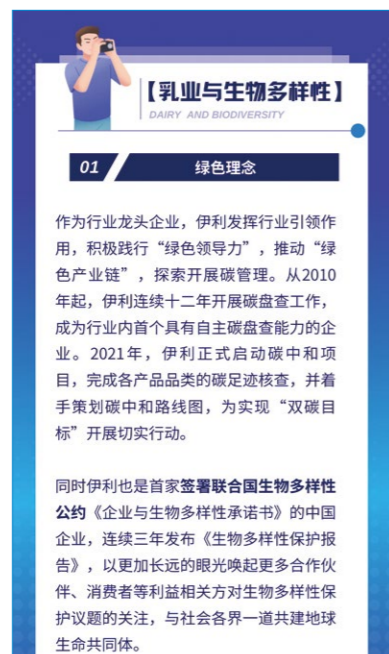 【乳业与生物多样性】
DAIRY AND BIODIVERSITY
01
绿色理念
作为行业龙头企业，伊利发挥行业引领作
用，积极践行“绿色领导力”，推动“绿
色产业链”，探索开展碳管理。从2010
年起，伊利连续十二年开展碳盘查工作，
成为行业内首个具有自主碳盘查能力的企
业。2021年，伊利正式启动碳中和项
目，完成各产品品类的碳足迹核查，并着
手策划碳中和路线图，为实现“双碳目
标”开展切实行动。
同时伊利也是首家签署联合国生物多样性
公约《企业与生物多样性承诺书》的中国
企业，连续三年发布《生物多样性保护报
告》，以更加长远的眼光唤起更多合作伙
伴、消费者等利益相关方对生物多样性保
护议题的关注，与社会各界一道共建地球
生命共同体。